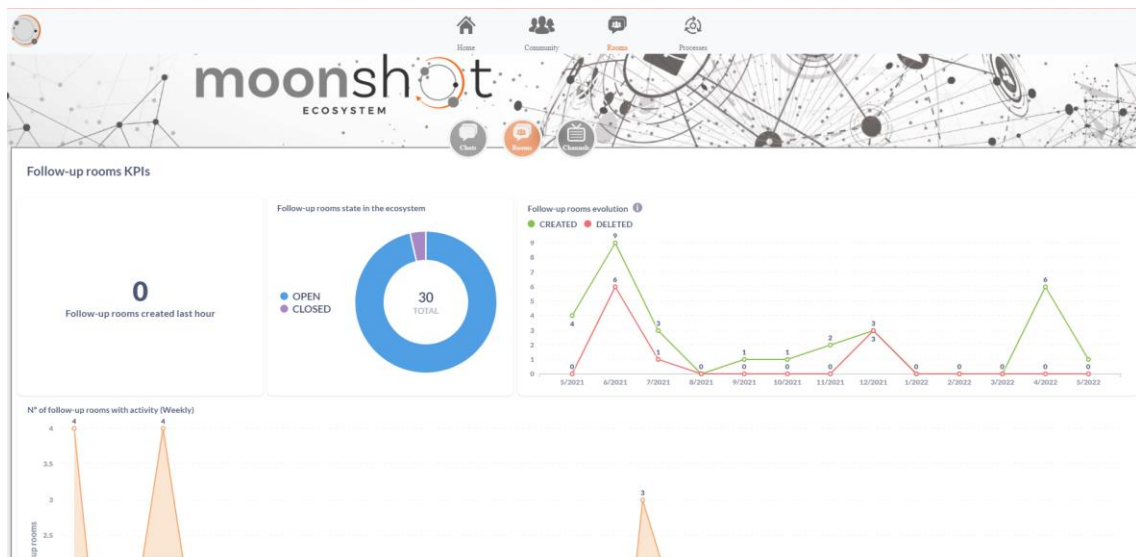 Home Community Rooms Processes
moonshot
ECOSYSTEM
Chats Rooms Channels
Follow-up rooms KPIs
0
Follow-up rooms created last hour
Follow-up rooms state in the ecosystem
OPEN
CLOSED
30
TOTAL
Follow-up rooms evolution i
CREATED DELETED
9
8
7
6
5
4
3
2
1
0
4 9 3 0 1 1 2 3 0 0 0 6
0 6 1 0 0 0 3 0 0 0 0 0
5/2021 6/2021 7/2021 8/2021 9/2021 10/2021 11/2021 12/2021 1/2022 2/2022 3/2022 4/2022 5/2022
N° of follow-up rooms with activity (Weekly)
4
3.5
3
2.5
4 4 3
up rooms